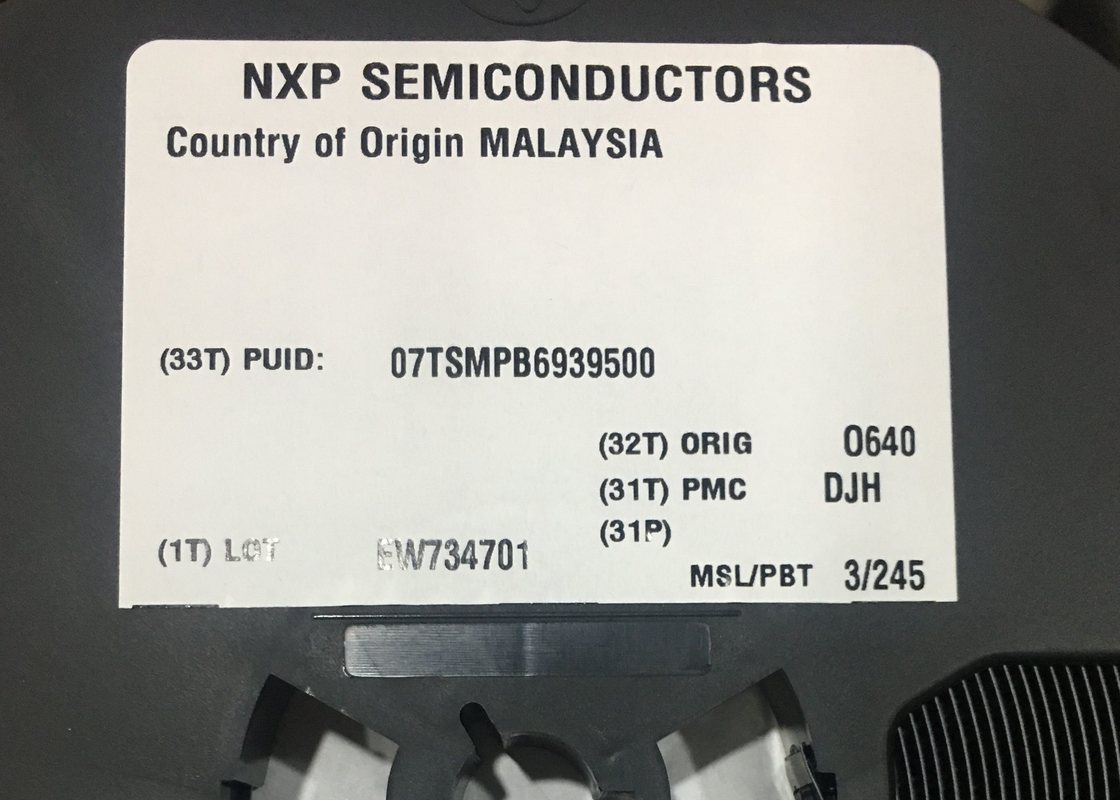 NXP SEMICONDUCTORS
Country of Origin MALAYSIA
(33T) PUID: 07TSMPB6939500
(32T) ORIG O640
(31T) PMC DJH
(31P)
(1T) LOT EW734701
MSL/PBT 3/245